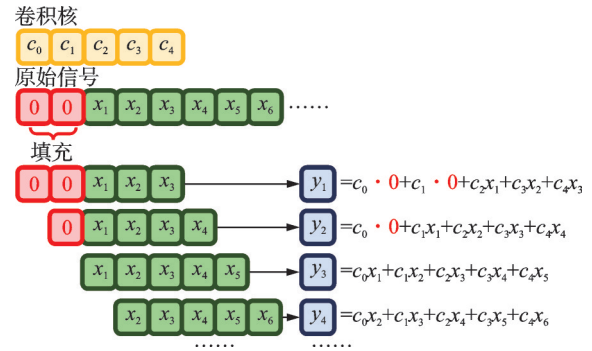 卷积核
c₀ c₁ c₂ c₃ c₄
原始信号
0 0 x₁ x₂ x₃ x₄ x₅ x₆ ……
填充
0 0 x₁ x₂ x₃ y₁ =c₀·0+c₁·0+c₂x₁+c₃x₂+c₄x₃
0 x₁ x₂ x₃ x₄ y₂ =c₀·0+c₁x₁+c₂x₂+c₃x₃+c₄x₄
x₁ x₂ x₃ x₄ x₅ y₃ =c₀x₁+c₁x₂+c₂x₃+c₃x₄+c₄x₅
x₂ x₃ x₄ x₅ x₆ y₄ =c₀x₂+c₁x₃+c₂x₄+c₃x₅+c₄x₆
…… ……